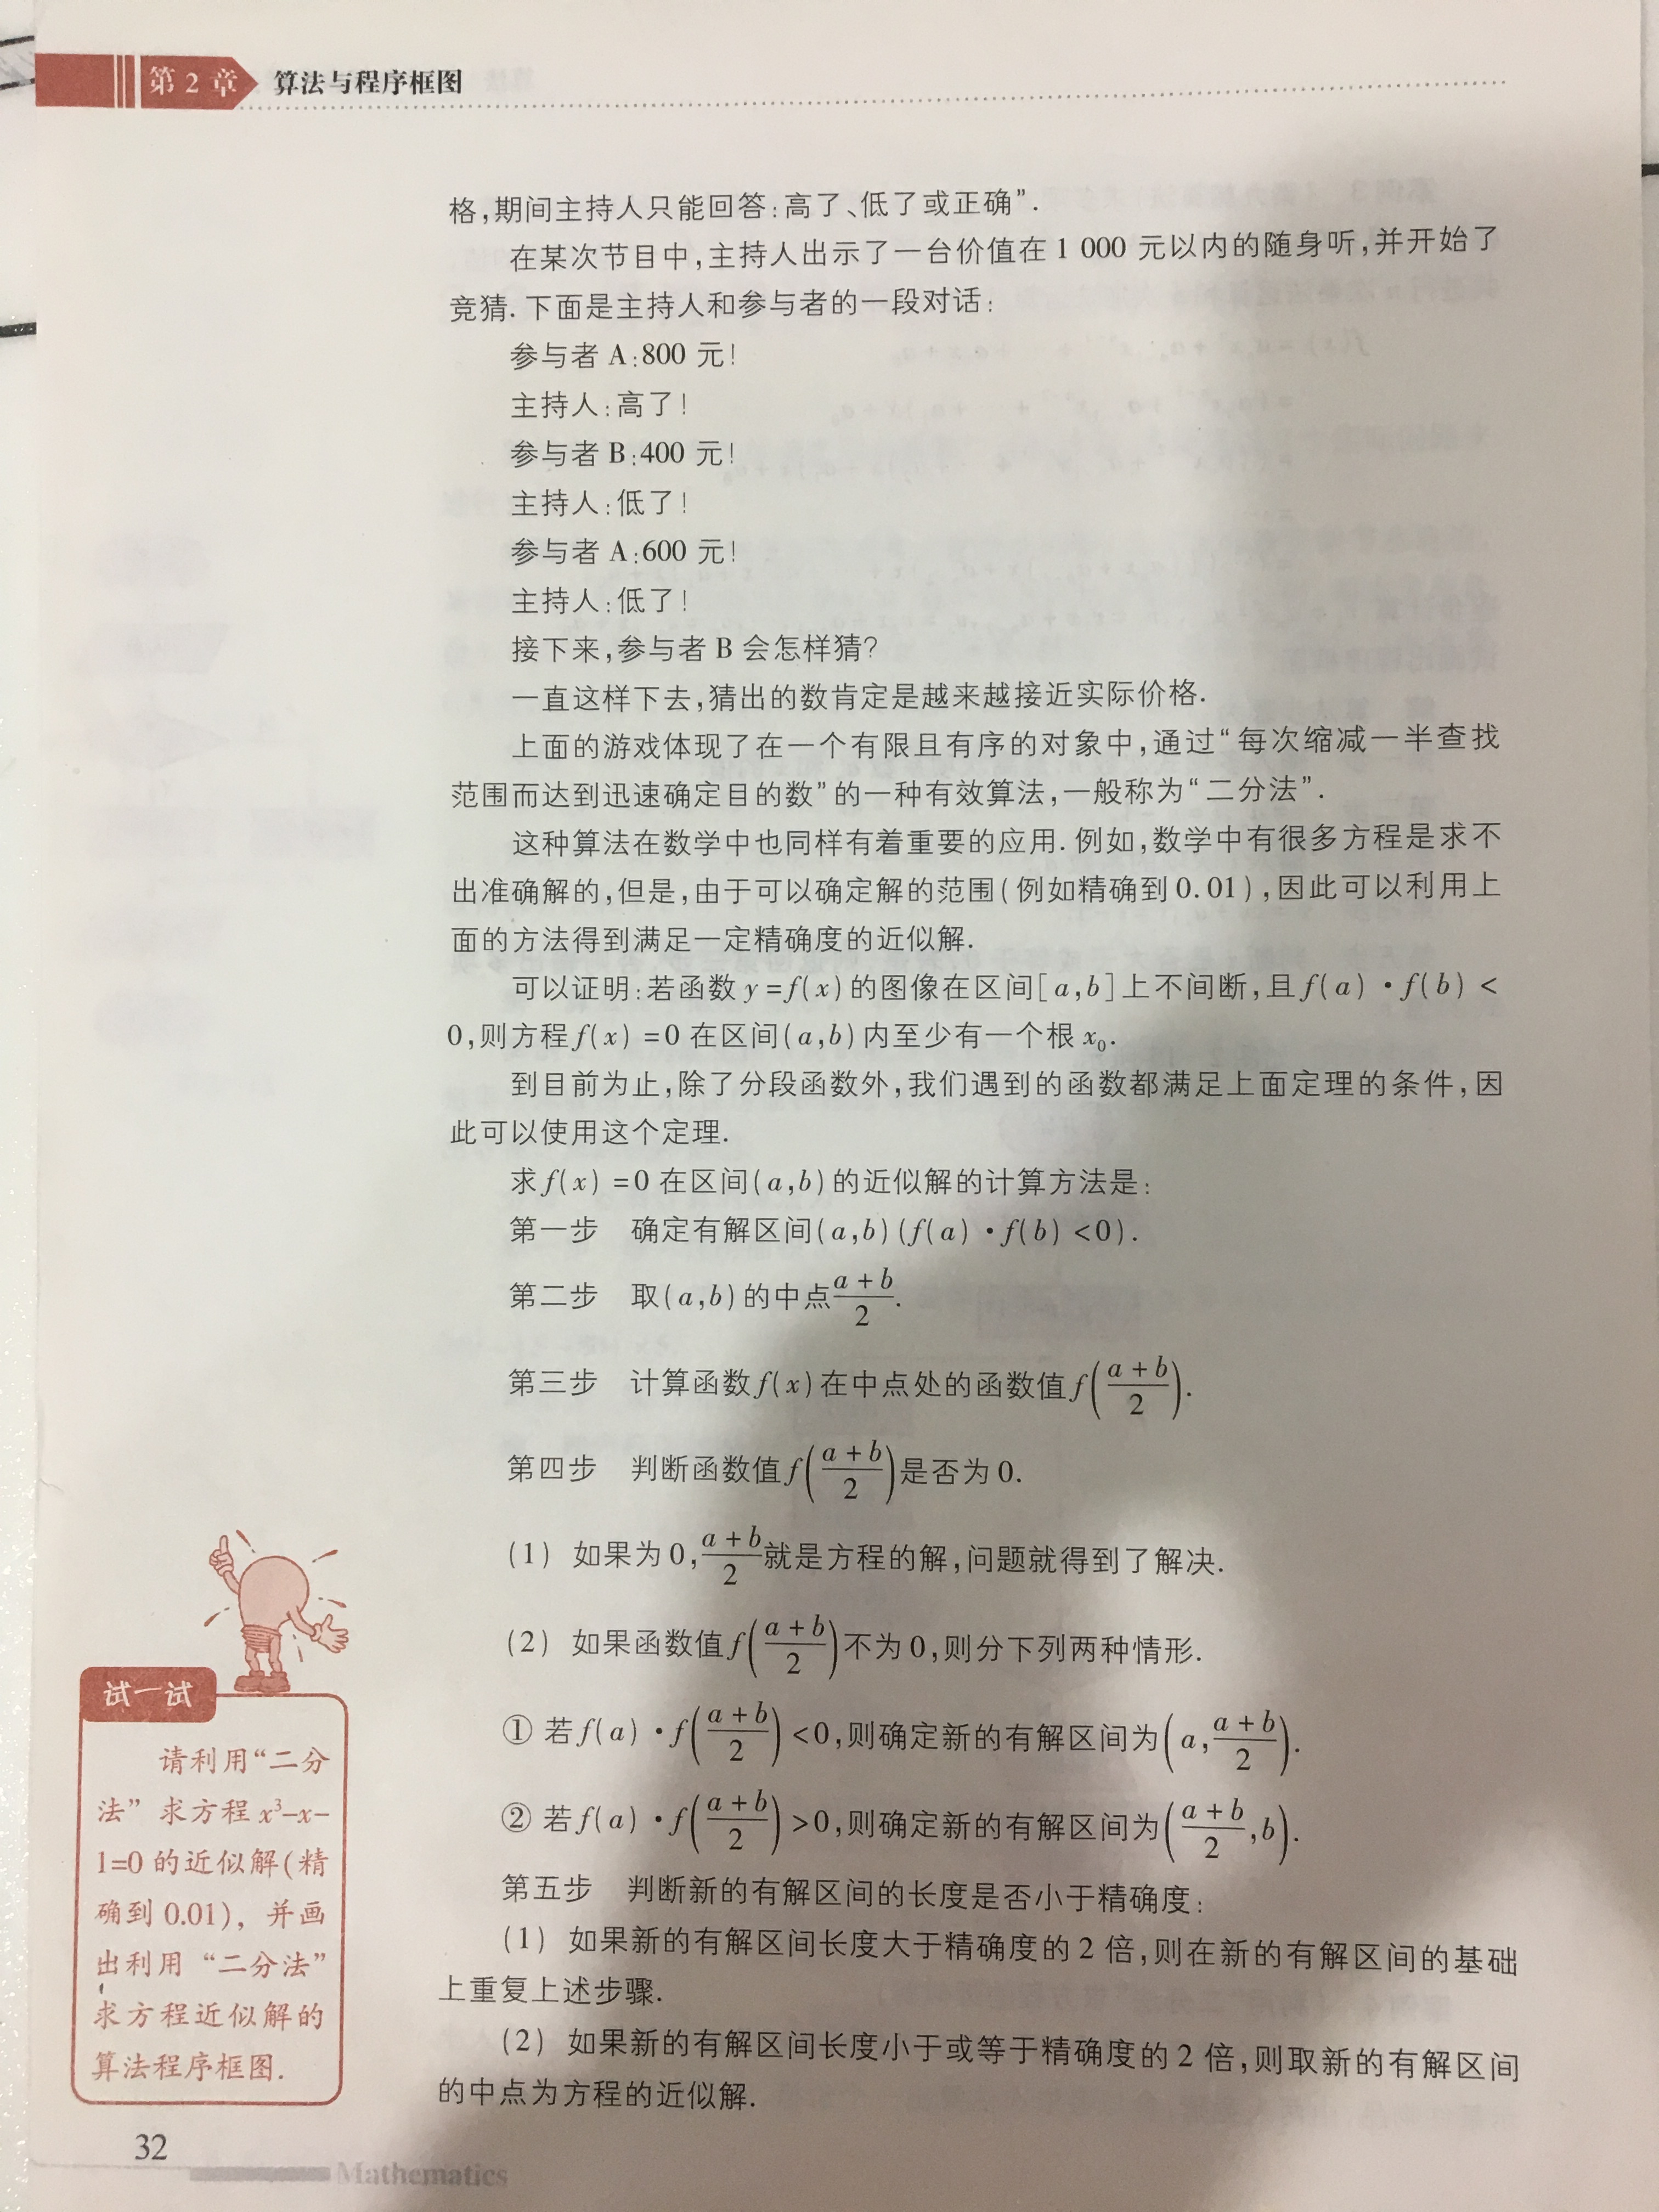 第 2 章 算法与程序框图
格,期间主持人只能回答:高了、低了或正确”.
在某次节目中,主持人出示了一台价值在 1 000 元以内的随身听,并开始了
竞猜. 下面是主持人和参与者的一段对话:
参与者 A:800 元!
主持人:高了!
参与者 B:400 元!
主持人:低了!
参与者 A:600 元!
主持人:低了!
接下来,参与者 B 会怎样猜?
一直这样下去,猜出的数肯定是越来越接近实际价格.
上面的游戏体现了在一个有限且有序的对象中,通过“每次缩减一半查找
范围而达到迅速确定目的数”的一种有效算法,一般称为“二分法”.
这种算法在数学中也同样有着重要的应用. 例如,数学中有很多方程是求不
出准确解的,但是,由于可以确定解的范围(例如精确到 0.01),因此可以利用上
面的方法得到满足一定精确度的近似解.
可以证明:若函数 y=f(x)的图像在区间[a,b]上不间断,且 f(a)·f(b)<
0,则方程 f(x)=0 在区间(a,b)内至少有一个根 x₀.
到目前为止,除了分段函数外,我们遇到的函数都满足上面定理的条件,因
此可以使用这个定理.
求 f(x)=0 在区间(a,b)的近似解的计算方法是:
第一步 确定有解区间(a,b)(f(a)·f(b)<0).
第二步 取(a,b)的中点 (a+b)/2.
第三步 计算函数 f(x)在中点处的函数值 f((a+b)/2).
第四步 判断函数值 f((a+b)/2)是否为 0.
(1) 如果为 0,(a+b)/2 就是方程的解,问题就得到了解决.
(2) 如果函数值 f((a+b)/2)不为 0,则分下列两种情形.
① 若 f(a)·f((a+b)/2)<0,则确定新的有解区间为(a,(a+b)/2).
② 若 f(a)·f((a+b)/2)>0,则确定新的有解区间为((a+b)/2,b).
第五步 判断新的有解区间的长度是否小于精确度:
(1) 如果新的有解区间长度大于精确度的 2 倍,则在新的有解区间的基础
上重复上述步骤.
(2) 如果新的有解区间长度小于或等于精确度的 2 倍,则取新的有解区间
的中点为方程的近似解.
试一试
请利用“二分
法”求方程 x³-x-
1=0 的近似解(精
确到 0.01),并画
出利用“二分法”
求方程近似解的
算法程序框图.
32
Mathematics